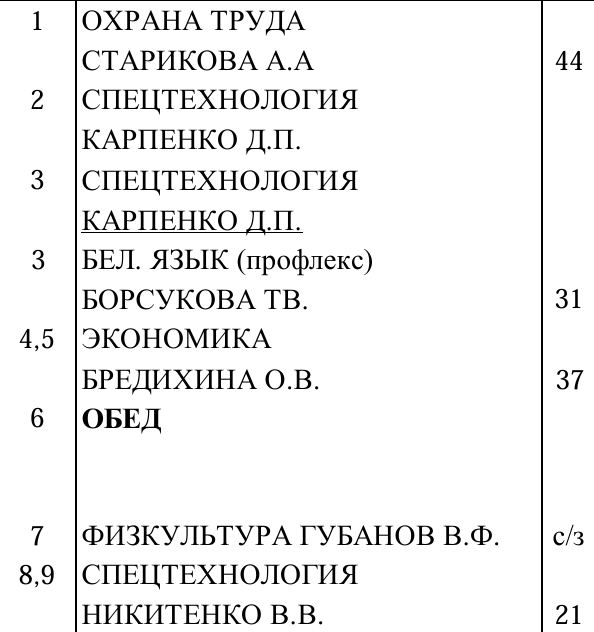 1 ОХРАНА ТРУДА
СТАРИКОВА А.А 44
2 СПЕЦТЕХНОЛОГИЯ
КАРПЕНКО Д.П.
3 СПЕЦТЕХНОЛОГИЯ
КАРПЕНКО Д.П.
3 БЕЛ. ЯЗЫК (профлекс)
БОРСУКОВА ТВ. 31
4,5 ЭКОНОМИКА
БРЕДИХИНА О.В. 37
6 ОБЕД
7 ФИЗКУЛЬТУРА ГУБАНОВ В.Ф. с/з
8,9 СПЕЦТЕХНОЛОГИЯ
НИКИТЕНКО В.В. 21